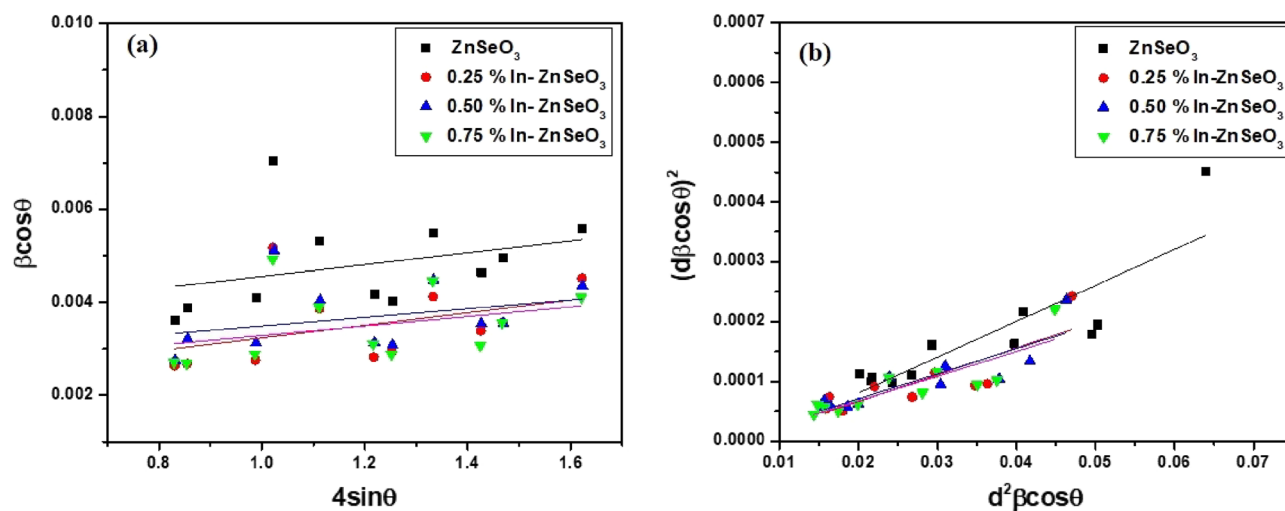 (a)
ZnSeO3
0.25 % In- ZnSeO3
0.50 % In- ZnSeO3
0.75 % In- ZnSeO3
0.010
0.008
0.006
0.004
0.002
βcosθ
0.8
1.0
1.2
1.4
1.6
4sinθ
(b)
ZnSeO3
0.25 % In-ZnSeO3
0.50 % In-ZnSeO3
0.75 % In-ZnSeO3
0.0007
0.0006
0.0005
0.0004
0.0003
0.0002
0.0001
0.0000
(dβcosθ)²
0.01
0.02
0.03
0.04
0.05
0.06
0.07
d²βcosθ